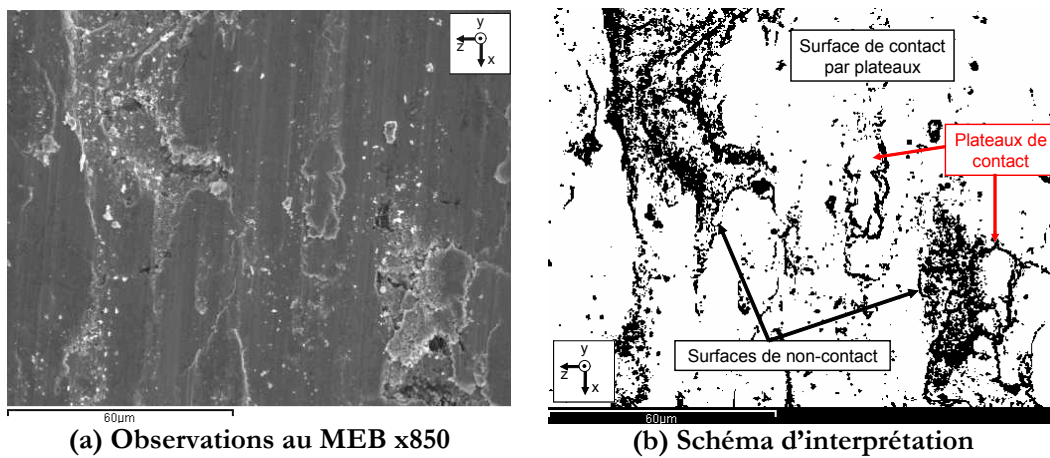 y
z
x
60µm
(a) Observations au MEB x850
Surface de contact
par plateaux
Plateaux de
contact
Surfaces de non-contact
y
z
x
60µm
(b) Schéma d'interprétation